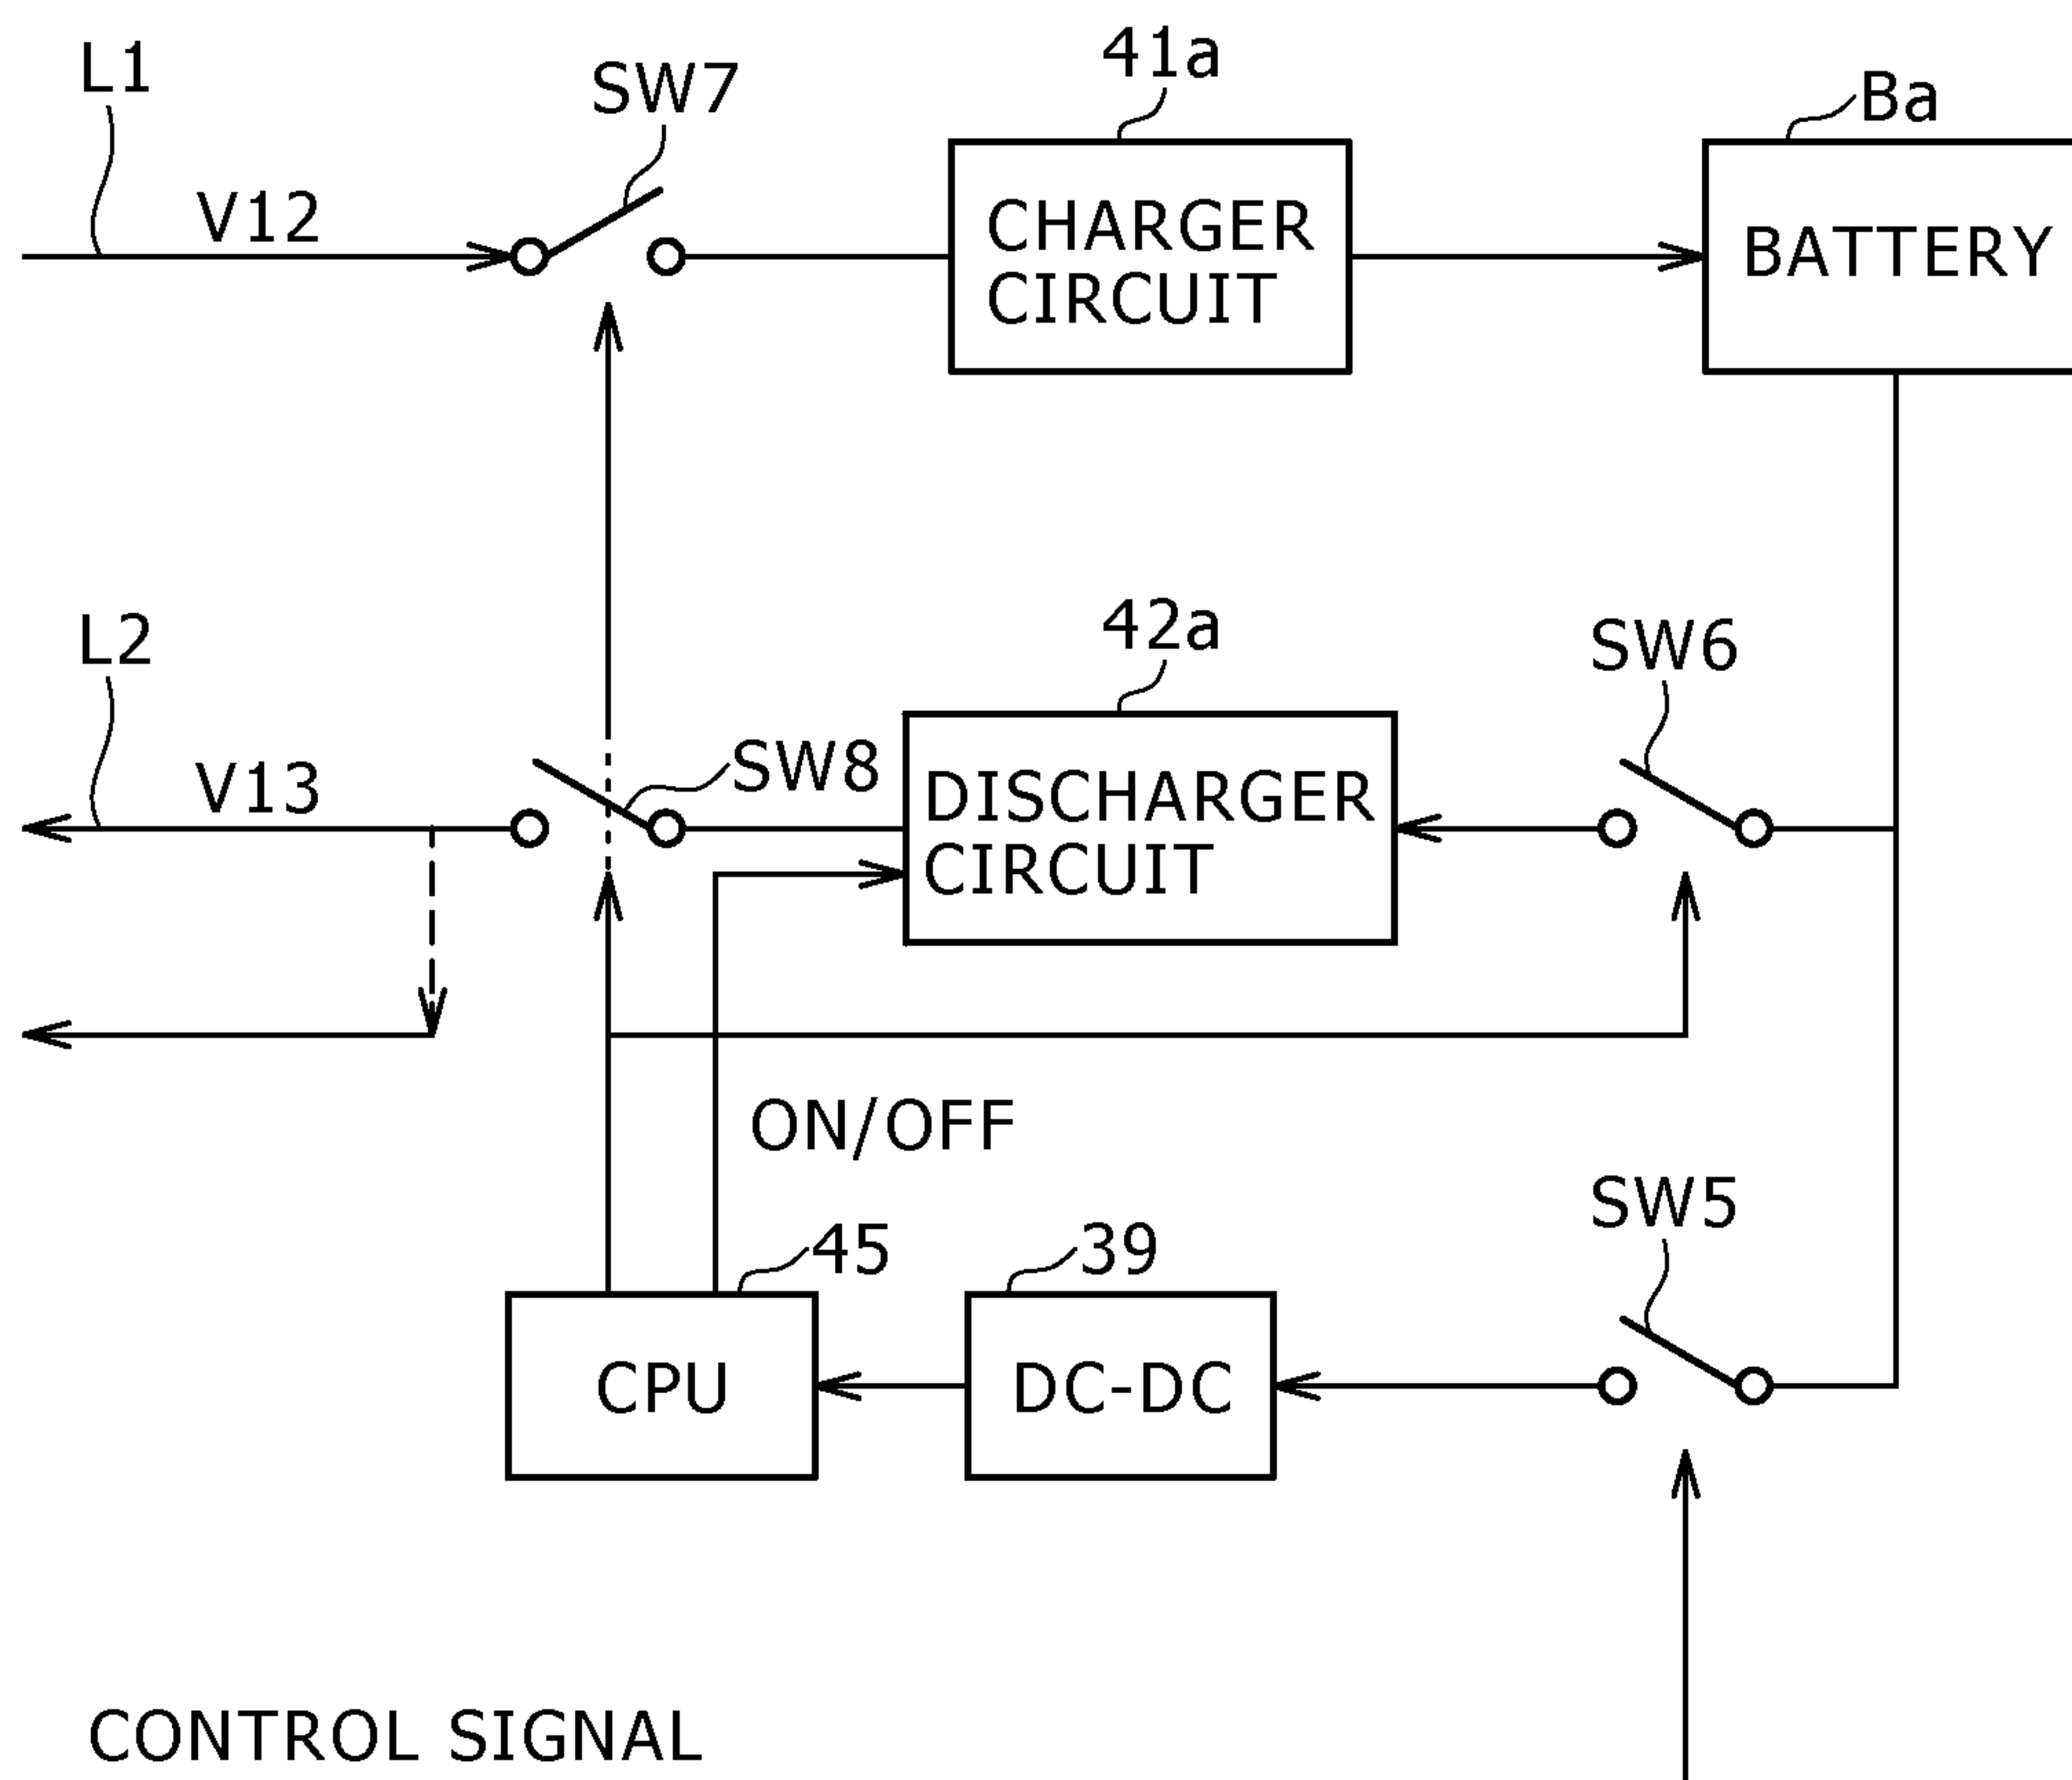 L1
SW7
41a
Ba
V12
CHARGER
CIRCUIT
BATTERY
L2
42a
SW6
V13
SW8
DISCHARGER
CIRCUIT
ON/OFF
SW5
45
39
CPU
DC-DC
CONTROL SIGNAL